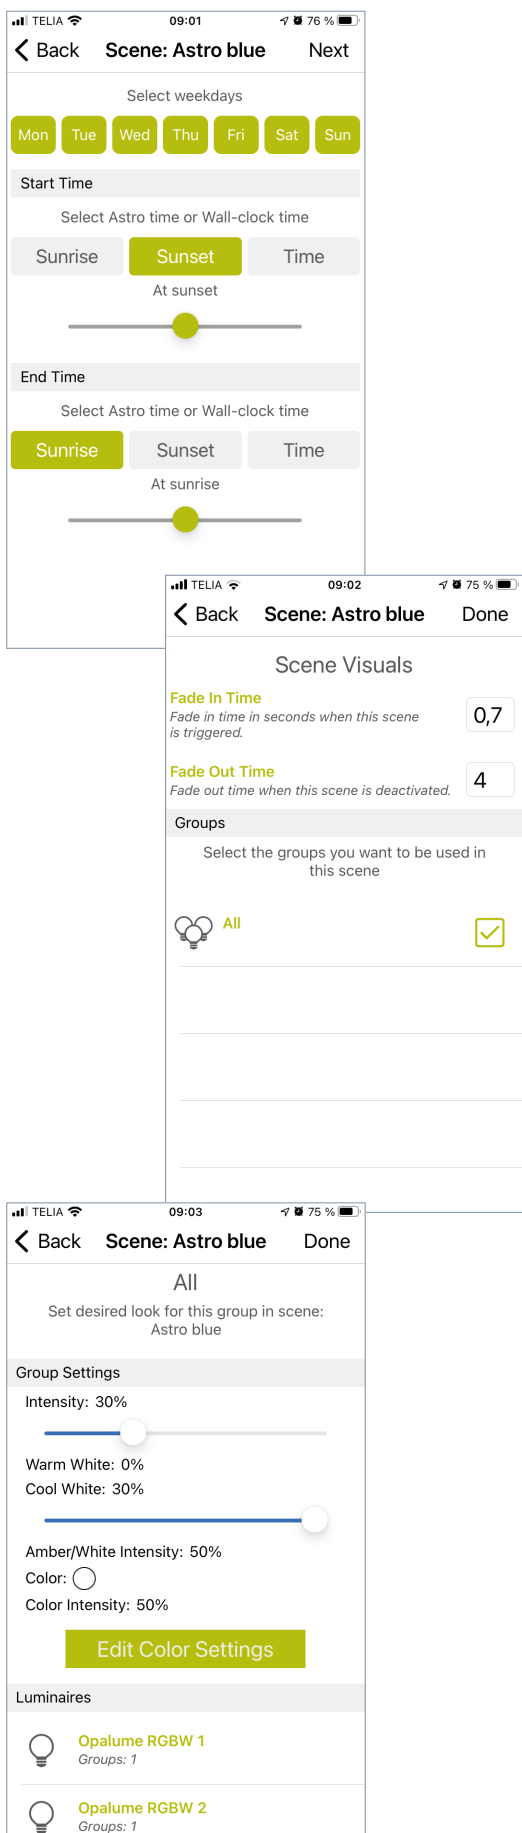 TELIA 09:01 76 %
Back Scene: Astro blue Next
Select weekdays
Mon Tue Wed Thu Fri Sat Sun
Start Time
Select Astro time or Wall-clock time
Sunrise Sunset Time
At sunset
End Time
Select Astro time or Wall-clock time
Sunrise Sunset Time
At sunrise
TELIA 09:02 75 %
Back Scene: Astro blue Done
Scene Visuals
Fade In Time
Fade in time in seconds when this scene
is triggered.
0,7
Fade Out Time
Fade out time when this scene is deactivated.
4
Groups
Select the groups you want to be used in
this scene
All
TELIA 09:03 75 %
Back Scene: Astro blue Done
All
Set desired look for this group in scene:
Astro blue
Group Settings
Intensity: 30%
Warm White: 0%
Cool White: 30%
Amber/White Intensity: 50%
Color:
Color Intensity: 50%
Edit Color Settings
Luminaires
Opalume RGBW 1
Groups: 1
Opalume RGBW 2
Groups: 1